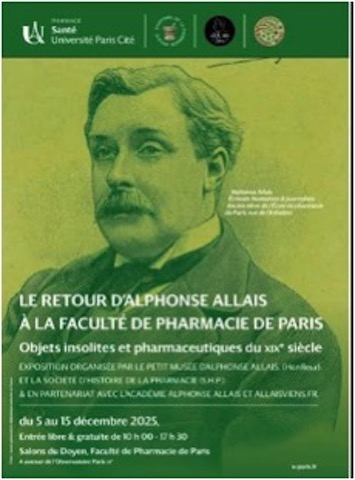 Santé
Université Paris Cité
Alphonse Allais
Écrivain humoriste & journaliste
LE RETOUR D'ALPHONSE ALLAIS
À LA FACULTÉ DE PHARMACIE DE PARIS
Objets insolites et pharmaceutiques du XIXe siècle
EXPOSITION ORGANISÉE PAR LE PETIT MUSÉE D'ALPHONSE ALLAIS, (Honfleur)
ET LA SOCIÉTÉ D'HISTOIRE DE LA PHARMACIE (S.H.P.)
& EN PARTENARIAT AVEC L'ACADÉMIE ALPHONSE ALLAIS ET ALLAISVIENS.FR
du 5 au 15 décembre 2025,
Entrée libre & gratuite de 10 h 00 - 17 h 30
Salons du Doyen, Faculté de Pharmacie de Paris
4 avenue de l'Observatoire Paris
u-paris.fr